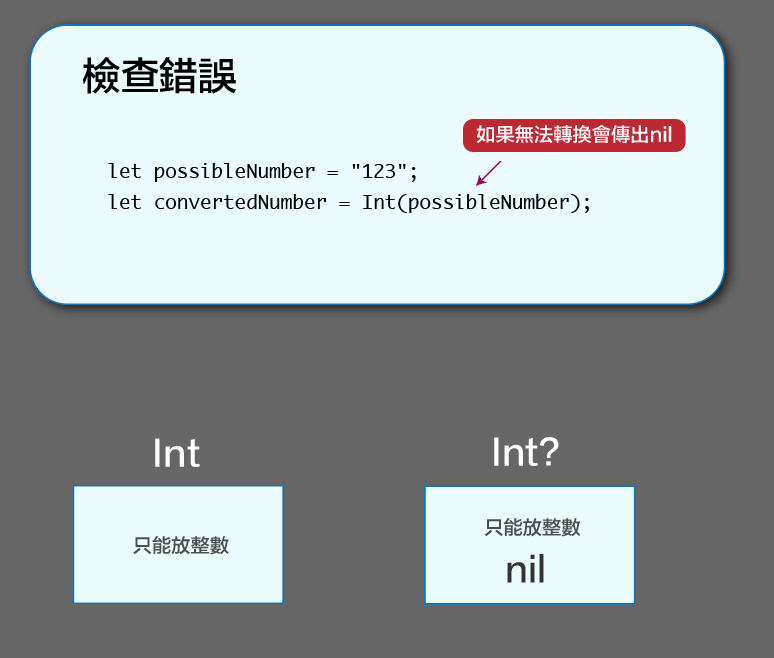 檢查錯誤
如果無法轉換會傳出nil
let possibleNumber = "123";
let convertedNumber = Int(possibleNumber);
Int
Int?
只能放整數
只能放整數
nil